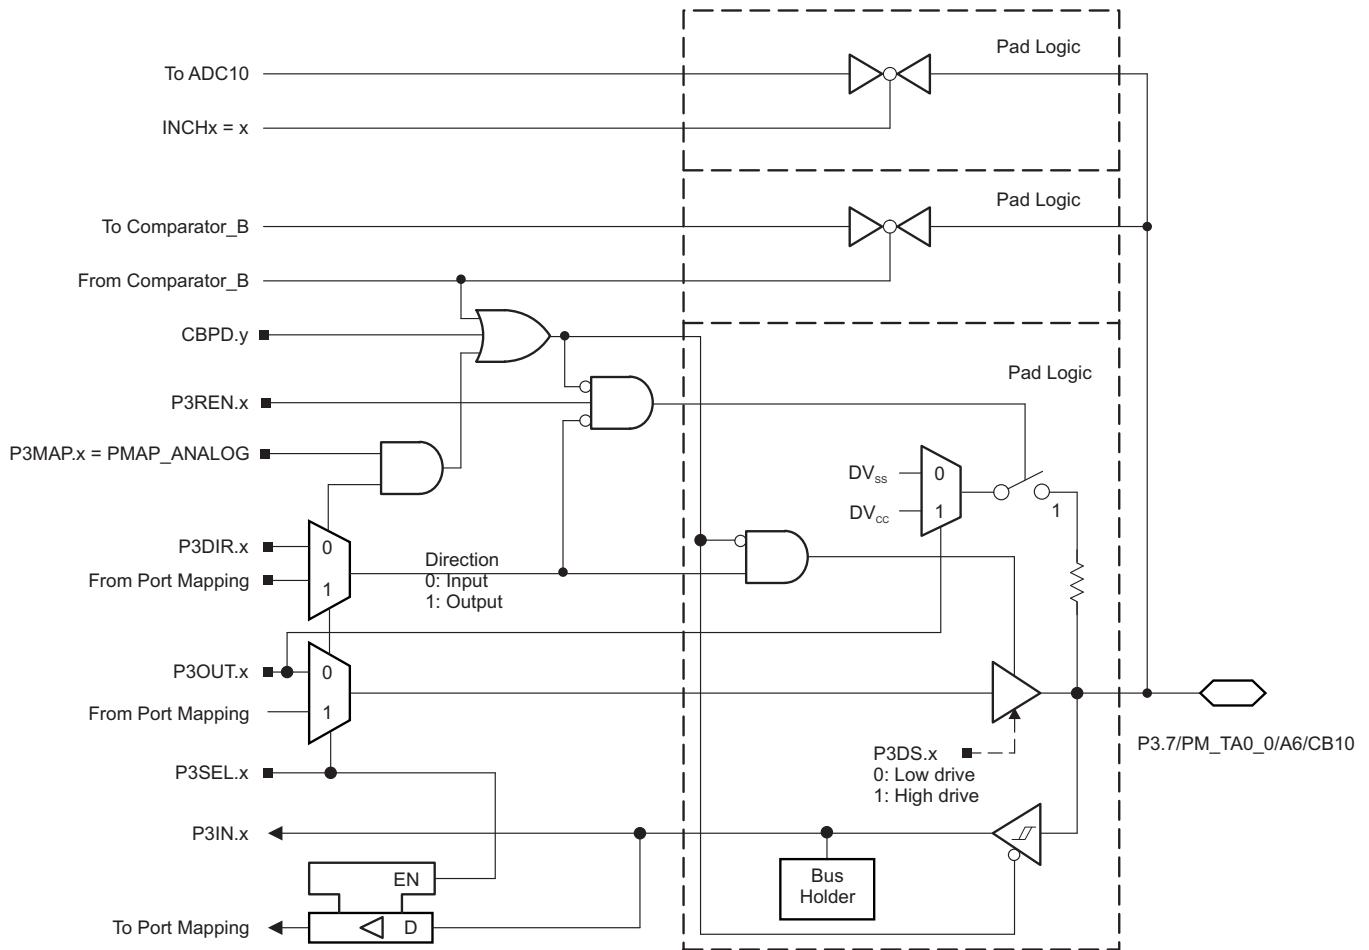 Pad Logic
To ADC10
INCHx = x
Pad Logic
To Comparator_B
From Comparator_B
CBPD.y
Pad Logic
P3REN.x
P3MAP.x = PMAP_ANALOG
DVSS
0
DVCC
1
1
P3DIR.x
0
Direction
From Port Mapping
1
0: Input
1: Output
P3OUT.x
0
From Port Mapping
1
P3DS.x
0: Low drive
1: High drive
P3.7/PM_TA0_0/A6/CB10
P3SEL.x
P3IN.x
Bus
Holder
EN
To Port Mapping
D